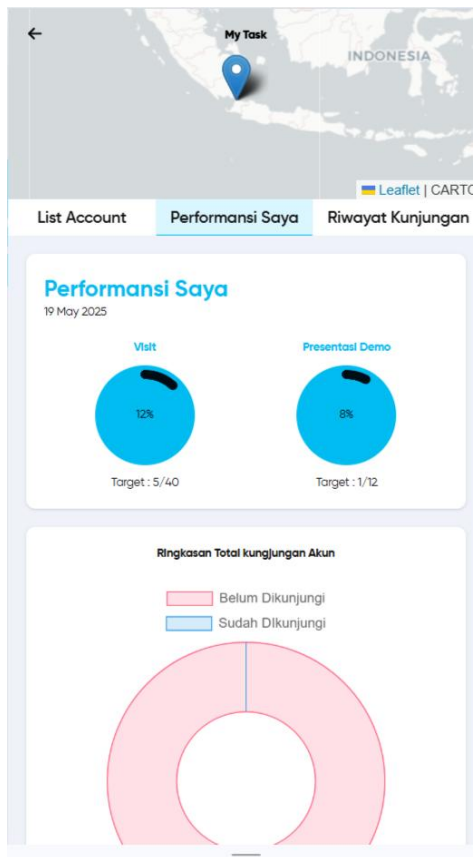 My Task
INDONESIA
Leaflet | CARTO
List Account
Performansi Saya
Riwayat Kunjungan
Performansi Saya
19 May 2025
Visit
Presentasi Demo
12%
8%
Target : 5/40
Target : 1/12
Ringkasan Total kungjungan Akun
Belum Dikunjungi
Sudah DIkunjungi